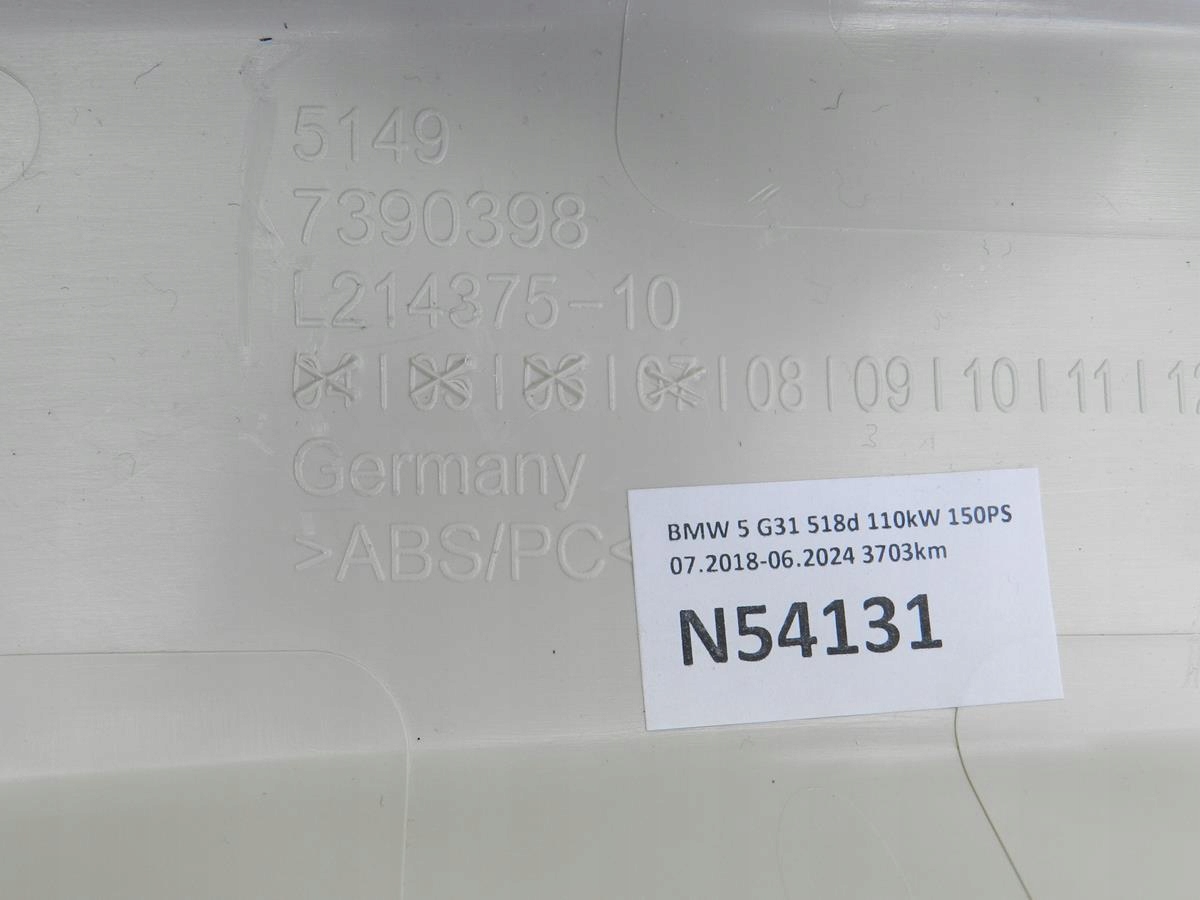 5149
7390398
L214375-10
04 | 05 | 06 | 07 | 08 | 09 | 10 | 11 | 12
Germany
>ABS/PC<
BMW 5 G31 518d 110kW 150PS
07.2018-06.2024 3703km
N54131